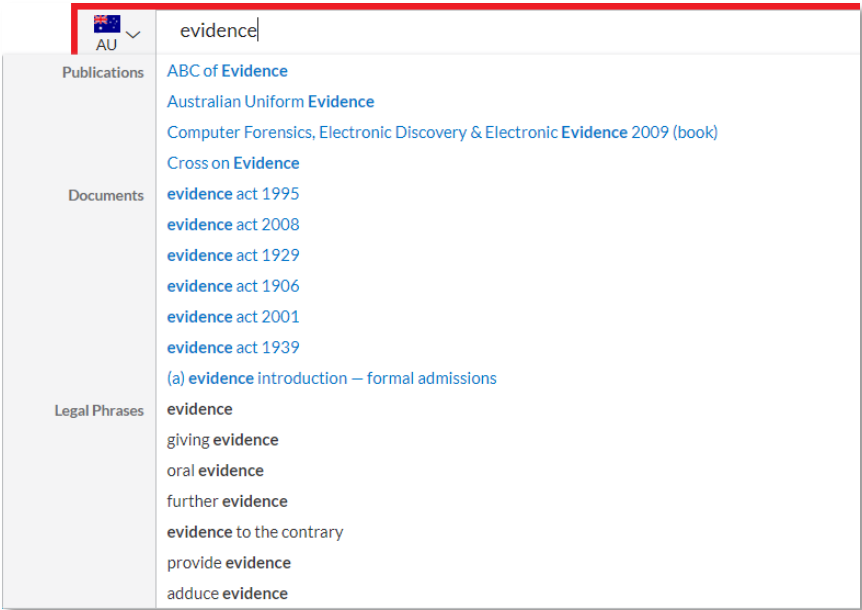 AU evidence
Publications ABC of Evidence
Australian Uniform Evidence
Computer Forensics, Electronic Discovery & Electronic Evidence 2009 (book)
Cross on Evidence
Documents evidence act 1995
evidence act 2008
evidence act 1929
evidence act 1906
evidence act 2001
evidence act 1939
(a) evidence introduction — formal admissions
Legal Phrases evidence
giving evidence
oral evidence
further evidence
evidence to the contrary
provide evidence
adduce evidence